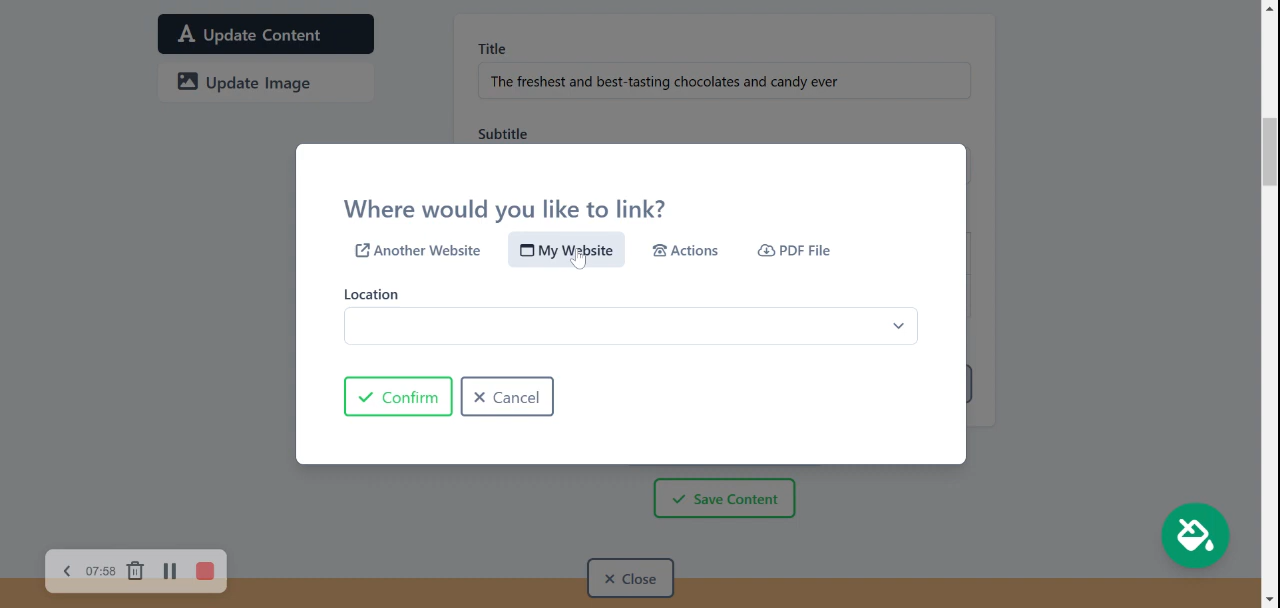 Update Content
Update Image
Title
The freshest and best-tasting chocolates and candy ever
Subtitle
Where would you like to link?
Another Website
My Website
Actions
PDF File
Location
Confirm
Cancel
Save Content
07:58
Close